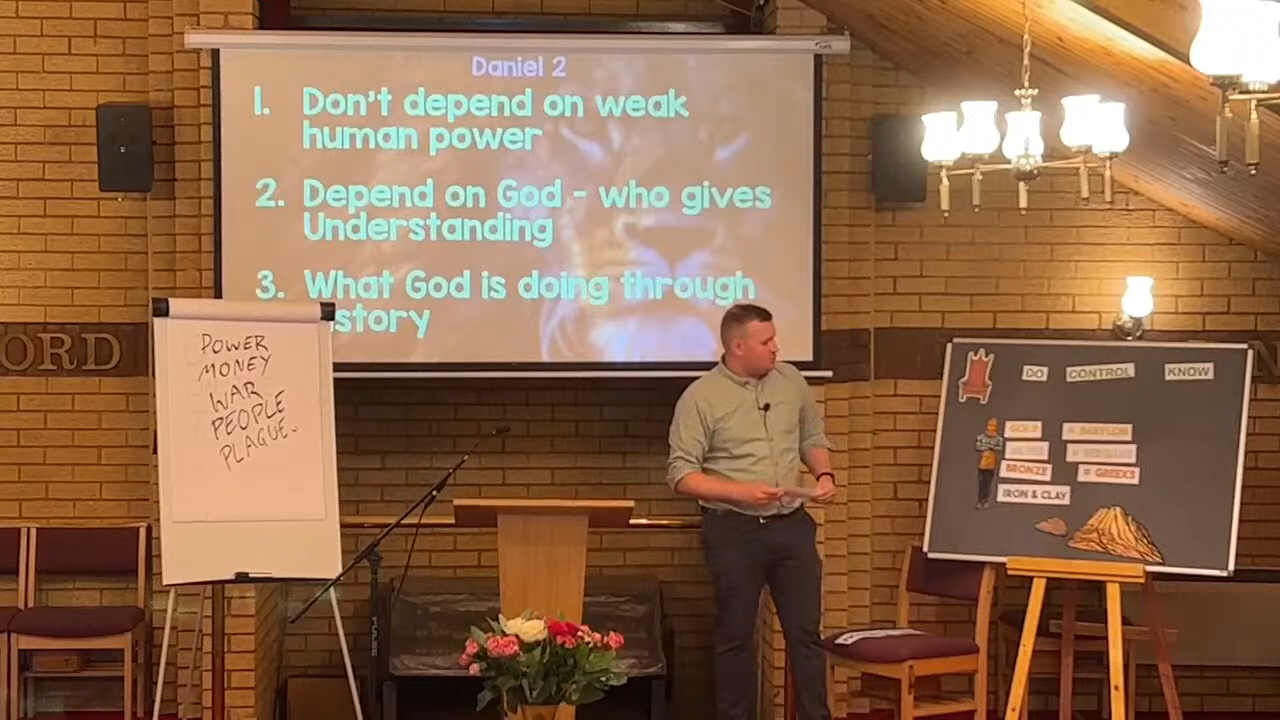 Daniel 2
1. Don't depend on weak
human power
2. Depend on God - who gives
Understanding
3. What God is doing through
story
ORD
POWER
MONEY
WAR
PEOPLE
PLAGUE.
DO CONTROL KNOW
GOLD = BABYLON
SILVER = PERSIANS
BRONZE = GREEKS
IRON & CLAY